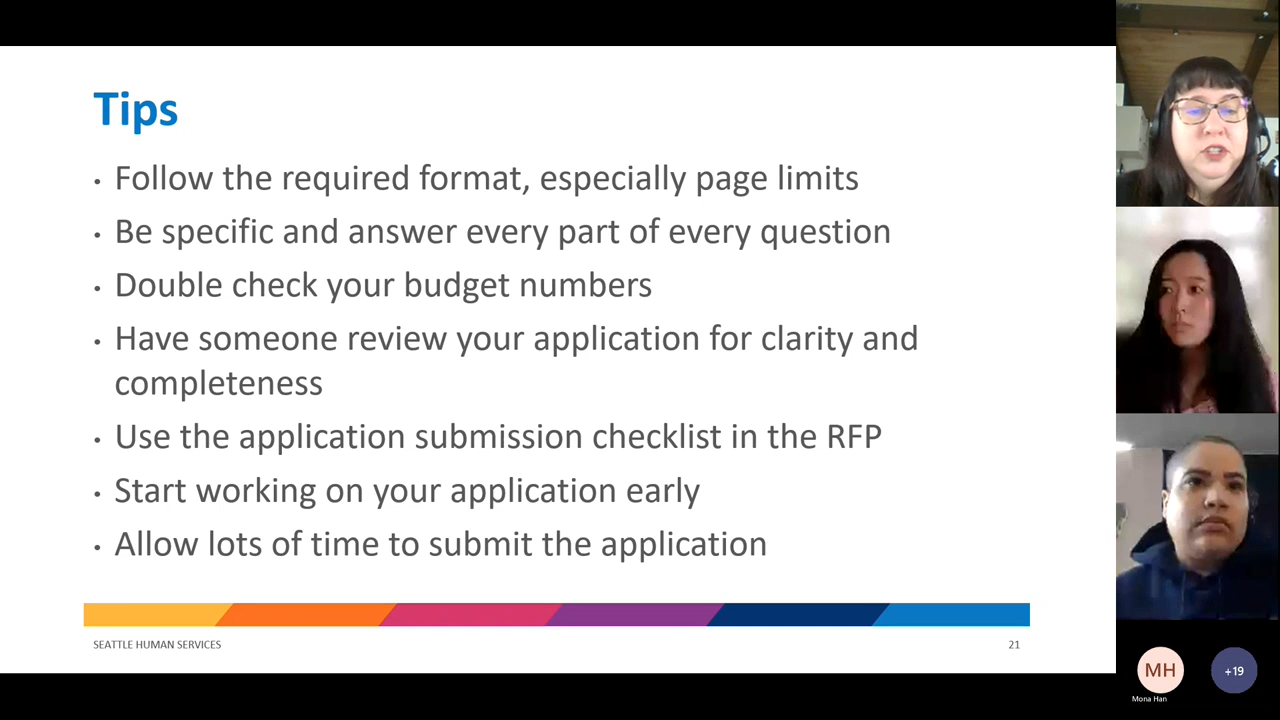 Tips
• Follow the required format, especially page limits
• Be specific and answer every part of every question
• Double check your budget numbers
• Have someone review your application for clarity and
completeness
• Use the application submission checklist in the RFP
• Start working on your application early
• Allow lots of time to submit the application
SEATTLE HUMAN SERVICES
21
MH
+19
Mona Han